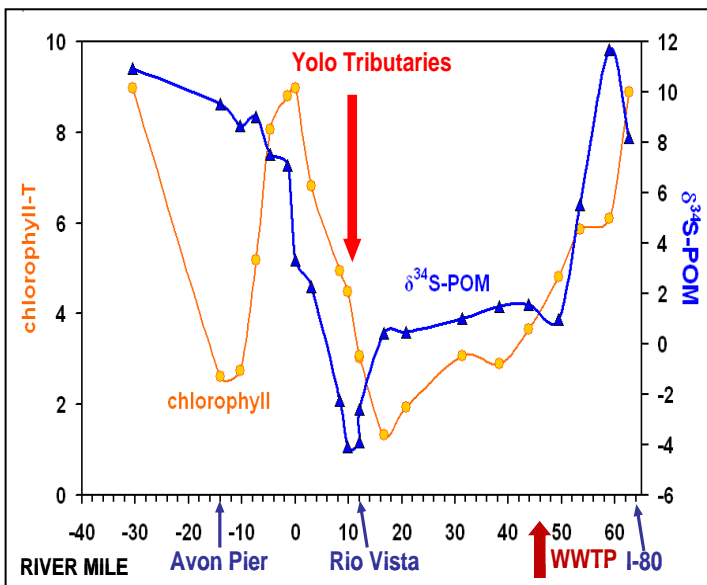 Yolo Tributaries
chlorophyll-T
10
8
6
4
2
0
δ34S-POM
chlorophyll
12
10
8
6
4
2
0
-2
-4
-6
δ34S-POM
-40 -30 -20 -10 0 10 20 30 40 50 60
RIVER MILE Avon Pier Rio Vista WWTP I-80